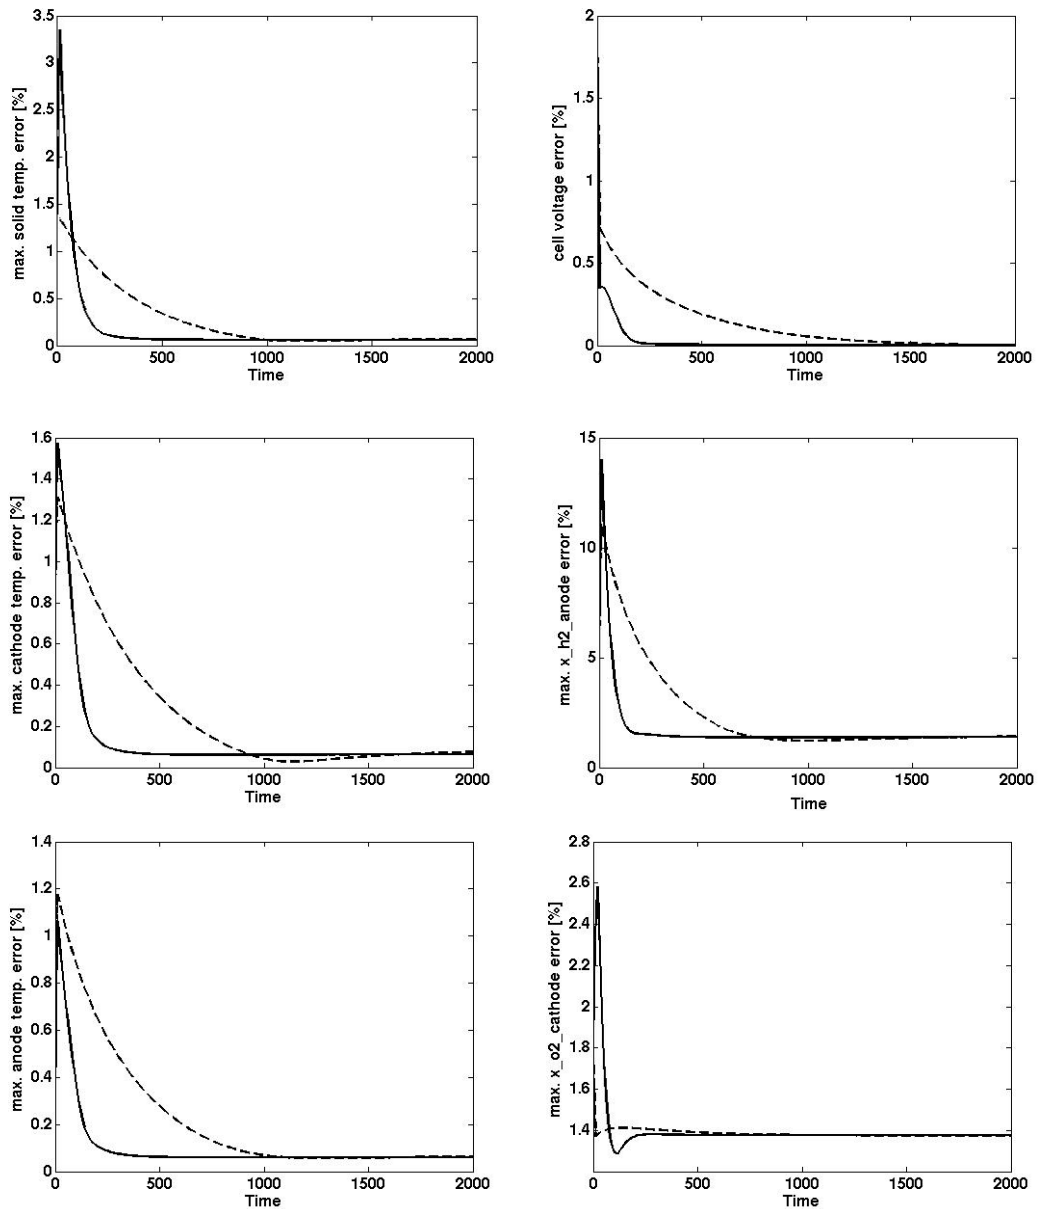 max. solid temp. error [%]
3.5
3
2.5
2
1.5
1
0.5
0
0 500 1000 1500 2000
Time
cell voltage error [%]
2
1.5
1
0.5
0
0 500 1000 1500 2000
Time
max. cathode temp. error [%]
1.6
1.4
1.2
1
0.8
0.6
0.4
0.2
0
0 500 1000 1500 2000
Time
max. x_h2_anode error [%]
15
10
5
0
0 500 1000 1500 2000
Time
max. anode temp. error [%]
1.4
1.2
1
0.8
0.6
0.4
0.2
0
0 500 1000 1500 2000
Time
max. x_o2_cathode error [%]
2.8
2.6
2.4
2.2
2
1.8
1.6
1.4
0 500 1000 1500 2000
Time